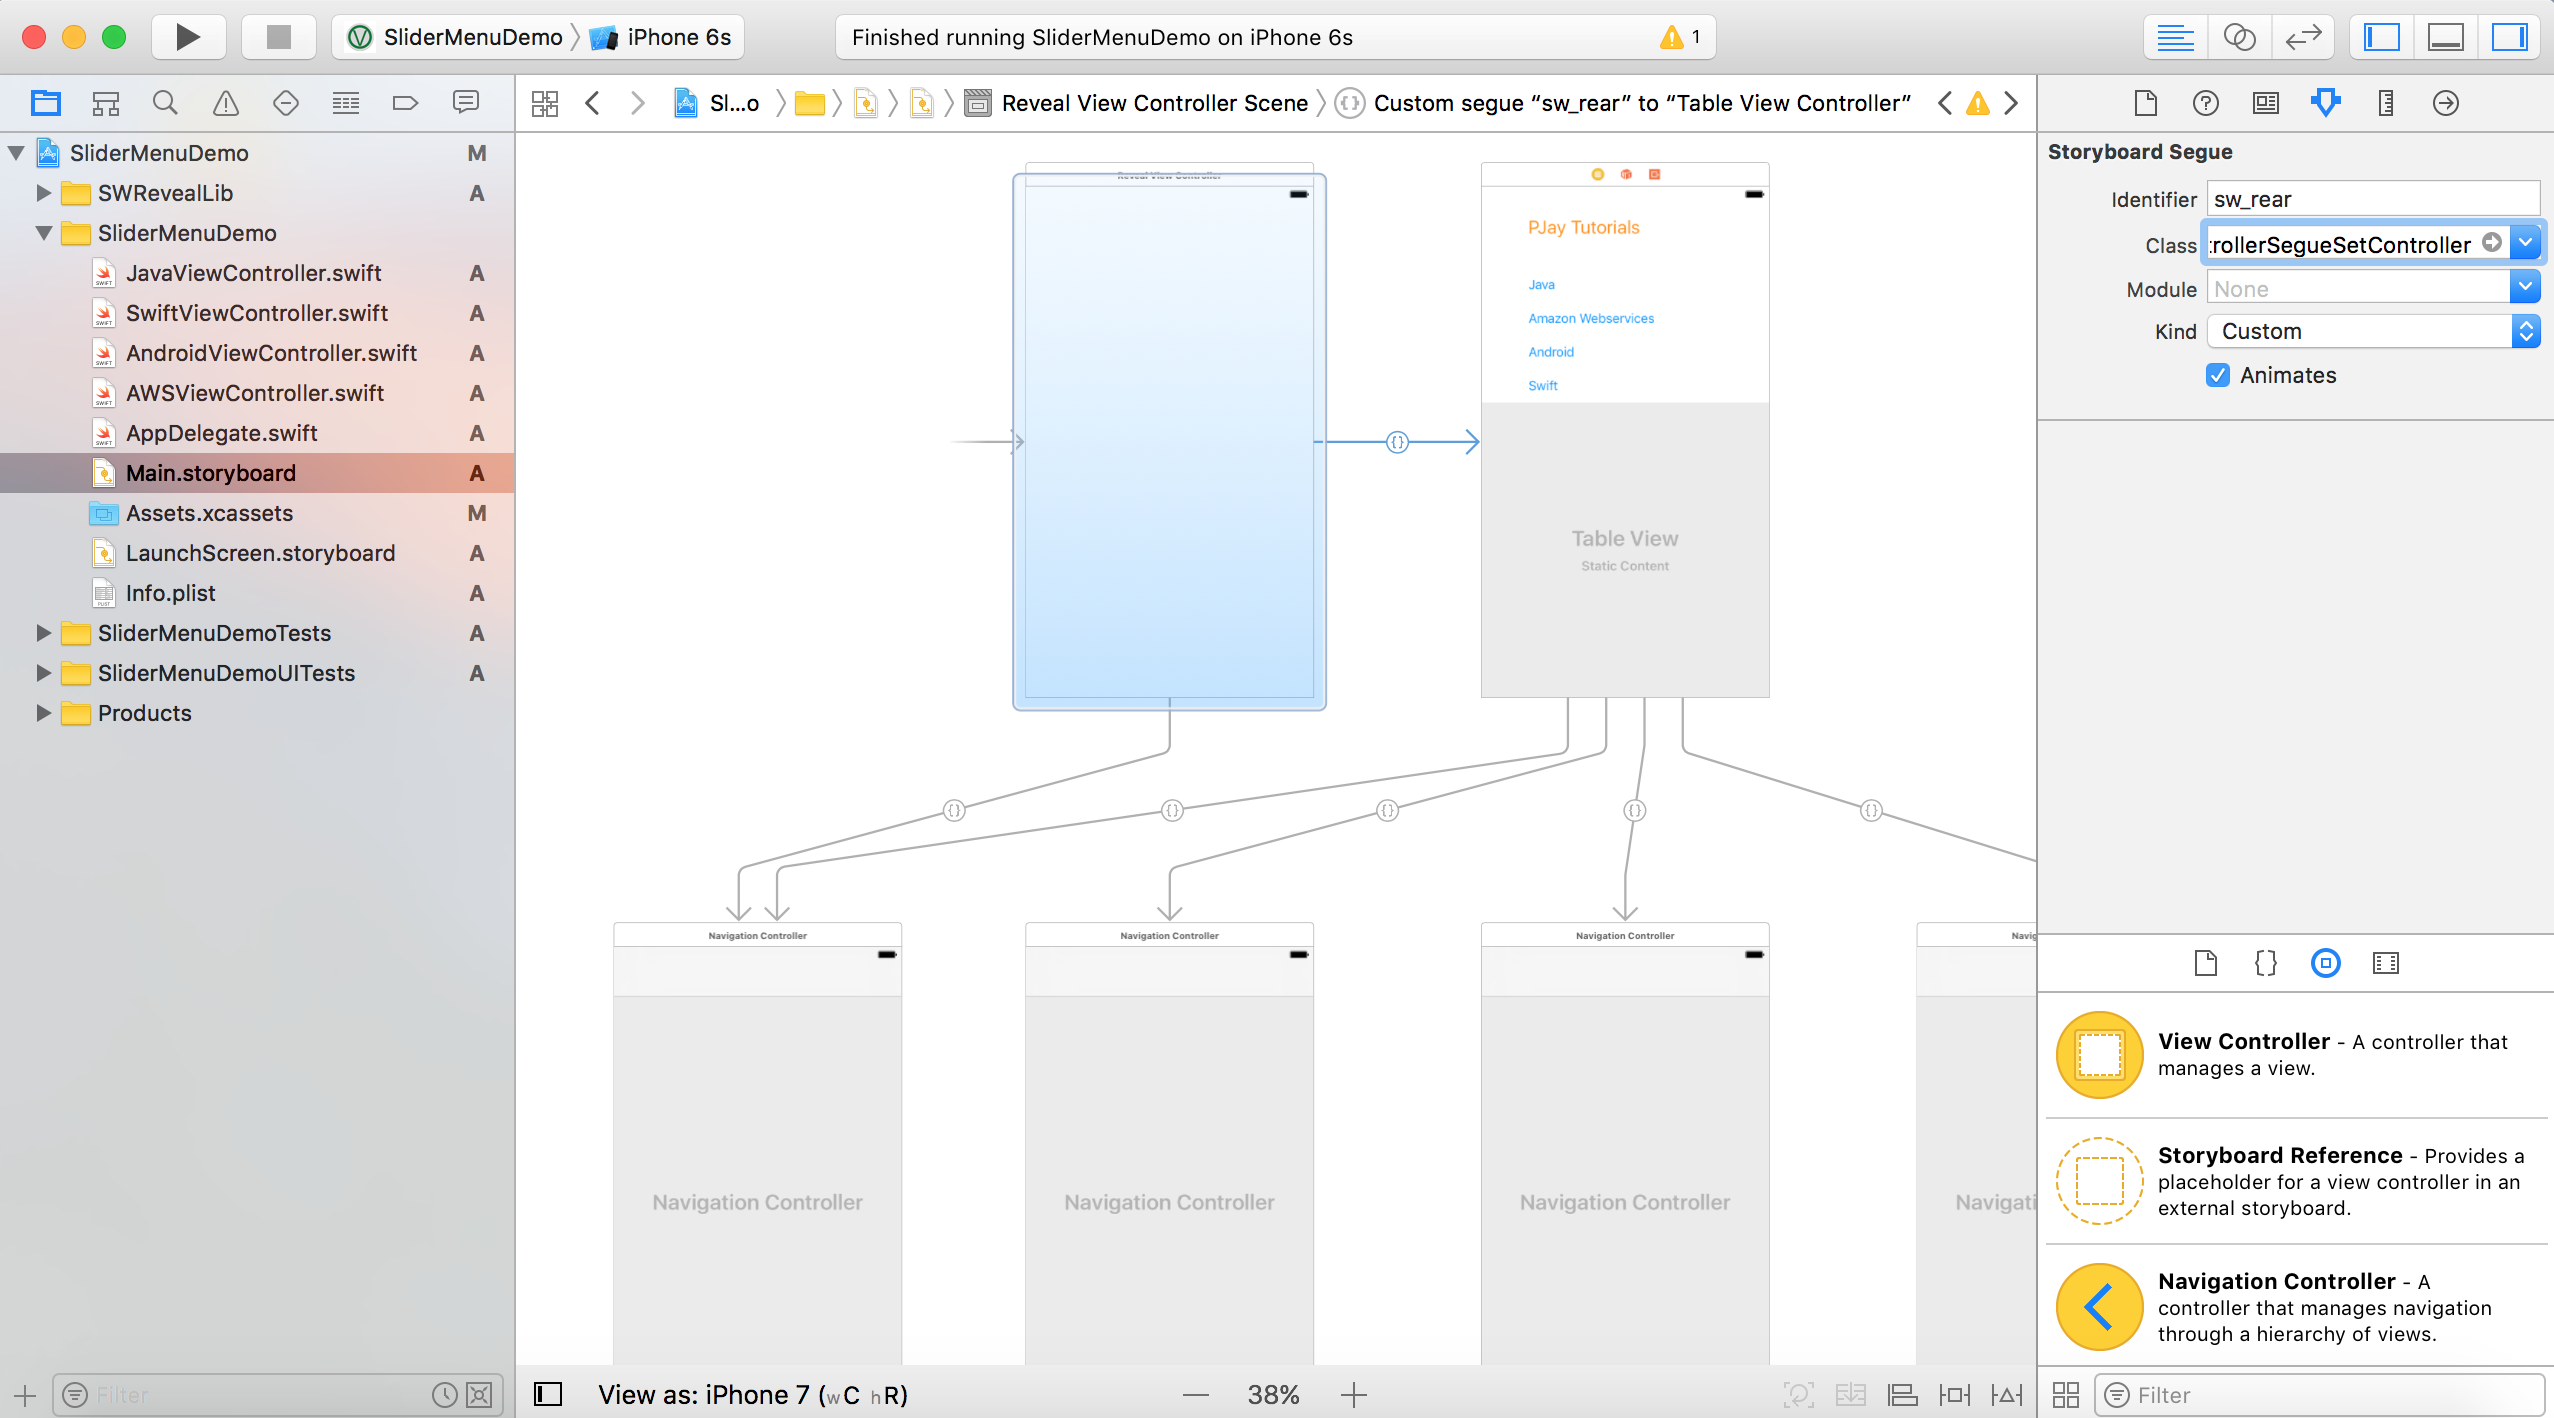 SliderMenuDemo
iPhone 6s
Finished running SliderMenuDemo on iPhone 6s
1
Sl...o
Reveal View Controller Scene
Custom segue “sw_rear” to “Table View Controller”
SliderMenuDemo M
SWRevealLib A
SliderMenuDemo
JavaViewController.swift A
SwiftViewController.swift A
AndroidViewController.swift A
AWSViewController.swift A
AppDelegate.swift A
Main.storyboard A
Assets.xcassets M
LaunchScreen.storyboard A
Info.plist A
SliderMenuDemoTests A
SliderMenuDemoUITests A
Products
Filter
Reveal View Controller
PJay Tutorials
Java
Amazon Webservices
Android
Swift
Table View
Static Content
Navigation Controller
Navigation Controller
Navigation Controller
Navig
Navigation Controller
Navigation Controller
Navigation Controller
Navigati
View as: iPhone 7 (wC hR)
38%
Storyboard Segue
Identifier sw_rear
Class rollerSegueSetController
Module None
Kind Custom
Animates
View Controller - A controller that
manages a view.
Storyboard Reference - Provides a
placeholder for a view controller in an
external storyboard.
Navigation Controller - A
controller that manages navigation
through a hierarchy of views.
Filter